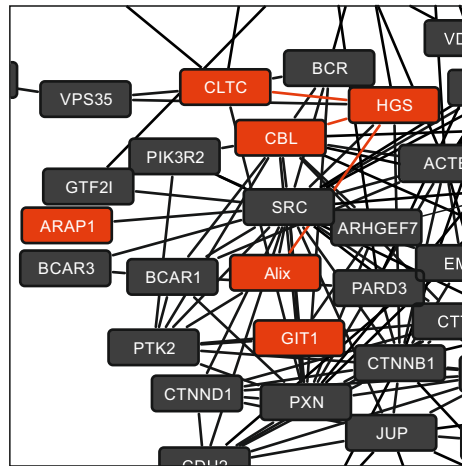 BCR
CLTC
VPS35
HGS
CBL
PIK3R2
GTF2I
SRC
ARAP1
ARHGEF7
BCAR3
BCAR1
Alix
PARD3
GIT1
PTK2
CTNNB1
CTNND1
PXN
JUP